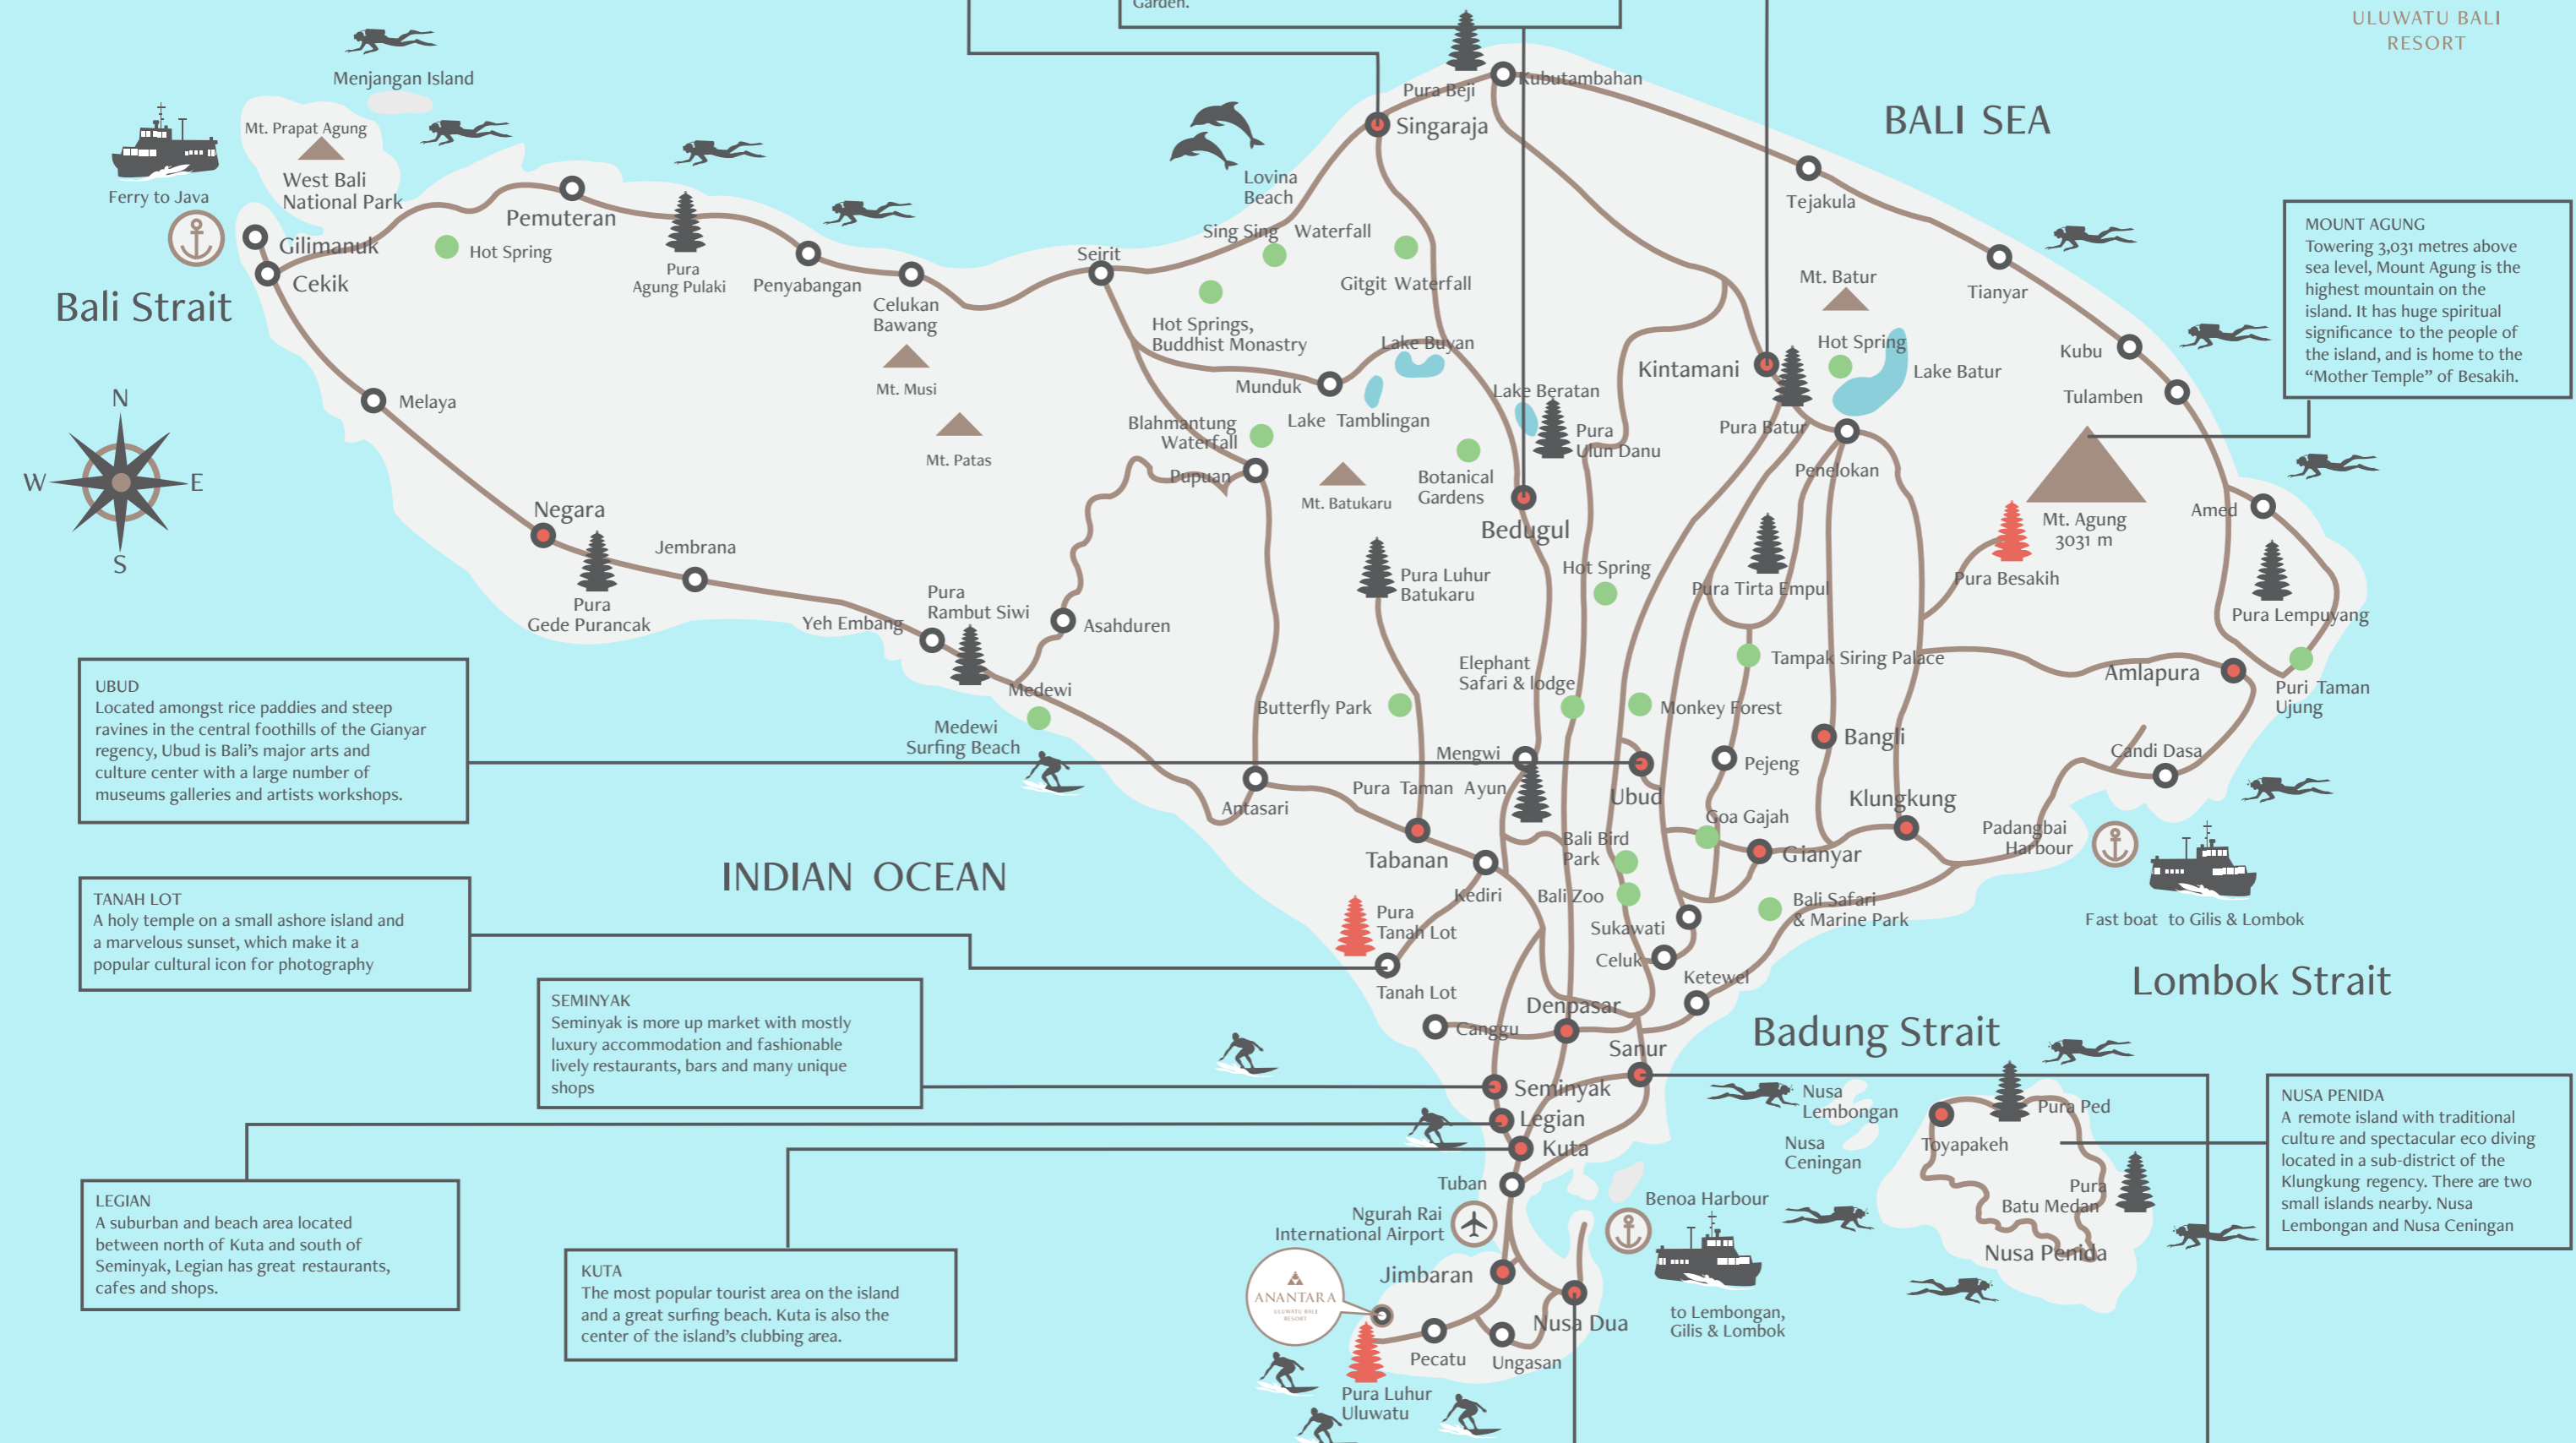 Garden.
ULUWATU BALI
RESORT
Menjangan Island
Mt. Prapat Agung
West Bali
National Park
Ferry to Java
Gilimanuk
Cekik
Bali Strait
Pemuteran
Hot Spring
Pura
Agung Pulaki
Penyabangan
Celukan
Bawang
Mt. Musi
Mt. Patas
Melaya
N
W
E
S
Negara
Pura
Gede Purancak
Jembrana
Yeh Embang
Pura
Rambut Siwi
Asahduren
Medewi
Medewi
Surfing Beach
Pura Beji
Kubutambahan
Singaraja
Lovina
Beach
Sing Sing Waterfall
Gitgit Waterfall
Seirit
Hot Springs,
Buddhist Monastry
Lake Buyan
Munduk
Lake Tamblingan
Blahmantung
Waterfall
Pupuan
Mt. Batukaru
Lake Beratan
Pura
Ulun Danu
Botanical
Gardens
Bedugul
BALI SEA
Tejakula
Tianyar
Mt. Batur
Hot Spring
Lake Batur
Kintamani
Pura Batur
Penelokan
Kubu
Tulamben
MOUNT AGUNG
Towering 3,031 metres above
sea level, Mount Agung is the
highest mountain on the
island. It has huge spiritual
significance to the people of
the island, and is home to the
“Mother Temple” of Besakih.
Mt. Agung
3031 m
Amed
Pura Besakih
Pura Lempuyang
Amlapura
Puri Taman
Ujung
Candi Dasa
Padangbai
Harbour
Fast boat to Gilis & Lombok
Lombok Strait
Pura Luhur
Batukaru
Hot Spring
Pura Tirta Empul
Tampak Siring Palace
Elephant
Safari & lodge
Butterfly Park
Monkey Forest
Mengwi
Pura Taman Ayun
Ubud
Pejeng
Bangli
Klungkung
Goa Gajah
Gianyar
Bali Bird
Park
Bali Zoo
Bali Safari
& Marine Park
Antasari
Tabanan
Kediri
Sukawati
Celuk
Ketewel
Pura
Tanah Lot
Tanah Lot
Canggu
Denpasar
Sanur
Badung Strait
Seminyak
Legian
Kuta
Tuban
Ngurah Rai
International Airport
Benoa Harbour
to Lembongan,
Gilis & Lombok
Jimbaran
ANANTARA
ULUWATU BALI
RESORT
Nusa Dua
Pecatu
Ungasan
Pura Luhur
Uluwatu
Nusa
Lembongan
Nusa
Ceningan
Toyapakeh
Pura Ped
Pura
Batu Medan
Nusa Penida
INDIAN OCEAN
UBUD
Located amongst rice paddies and steep
ravines in the central foothills of the Gianyar
regency, Ubud is Bali’s major arts and
culture center with a large number of
museums galleries and artists workshops.
TANAH LOT
A holy temple on a small ashore island and
a marvelous sunset, which make it a
popular cultural icon for photography
SEMINYAK
Seminyak is more up market with mostly
luxury accommodation and fashionable
lively restaurants, bars and many unique
shops
LEGIAN
A suburban and beach area located
between north of Kuta and south of
Seminyak, Legian has great restaurants,
cafes and shops.
KUTA
The most popular tourist area on the island
and a great surfing beach. Kuta is also the
center of the island’s clubbing area.
NUSA PENIDA
A remote island with traditional
culture and spectacular eco diving
located in a sub-district of the
Klungkung regency. There are two
small islands nearby. Nusa
Lembongan and Nusa Ceningan